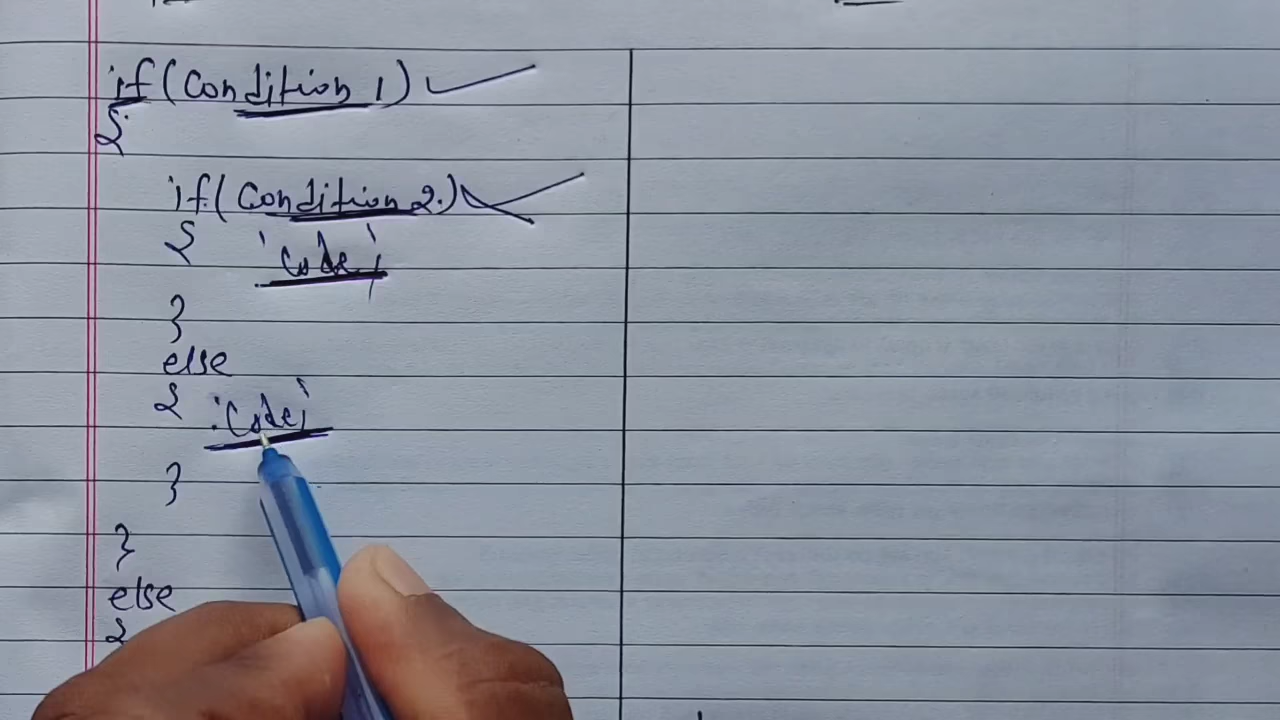 if (Condition 1)
{
if (Condition 2)
{ Code;
}
else
{ Code;
}
}
else
{